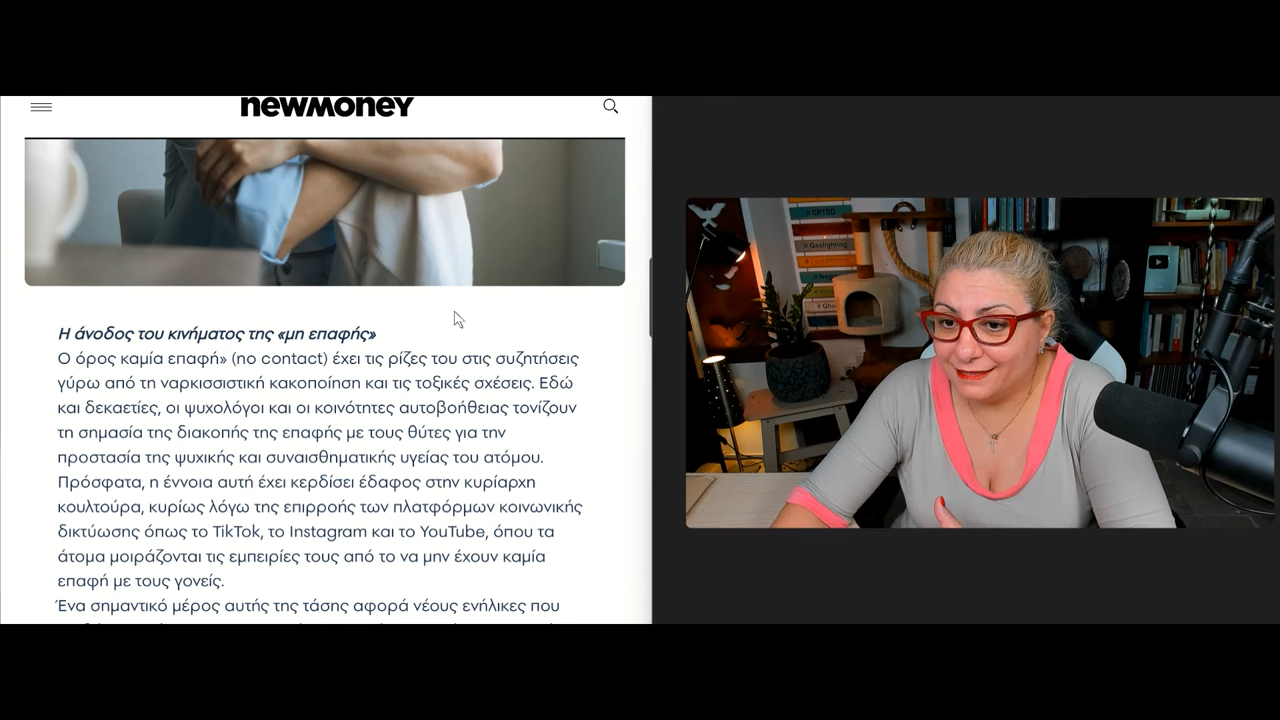 newmoney
Η άνοδος του κινήματος της «μη επαφής»
Ο όρος καμία επαφή» (no contact) έχει τις ρίζες του στις συζητήσεις
γύρω από τη ναρκισσιστική κακοποίηση και τις τοξικές σχέσεις. Εδώ
και δεκαετίες, οι ψυχολόγοι και οι κοινότητες αυτοβοήθειας τονίζουν
τη σημασία της διακοπής της επαφής με τους θύτες για την
προστασία της ψυχικής και συναισθηματικής υγείας του ατόμου.
Πρόσφατα, η έννοια αυτή έχει κερδίσει έδαφος στην κυρίαρχη
κουλτούρα, κυρίως λόγω της επιρροής των πλατφόρμων κοινωνικής
δικτύωσης όπως το TikTok, το Instagram και το YouTube, όπου τα
άτομα μοιράζονται τις εμπειρίες τους από το να μην έχουν καμία
επαφή με τους γονείς.
Ένα σημαντικό μέρος αυτής της τάσης αφορά νέους ενήλικες που
# CPTSD
# Gaslighting